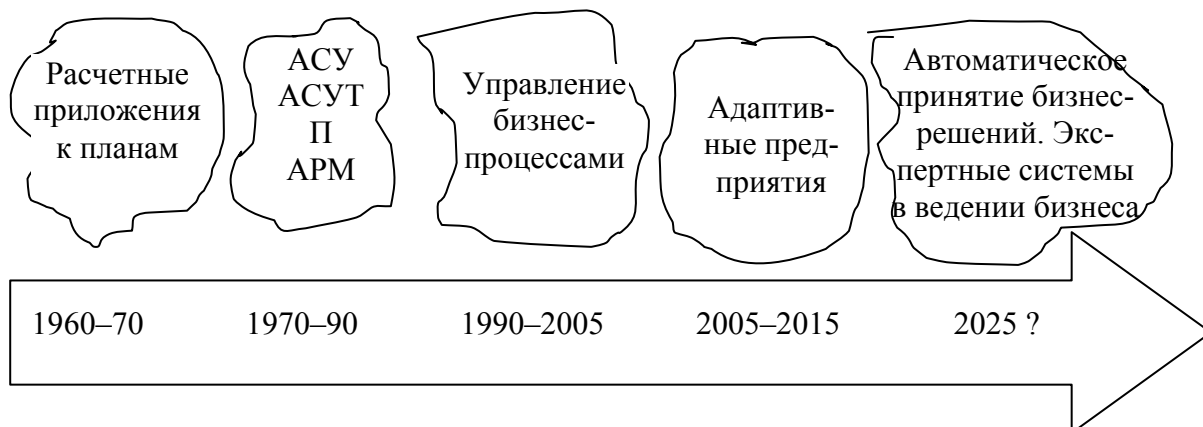 Расчетные
приложения
к планам
АСУ
АСУТ
П
АРМ
Управление
бизнес-
процессами
Адаптив-
ные пред-
приятия
Автоматическое
принятие бизнес-
решений. Экс-
пертные системы
в ведении бизнеса
1960–70
1970–90
1990–2005
2005–2015
2025 ?